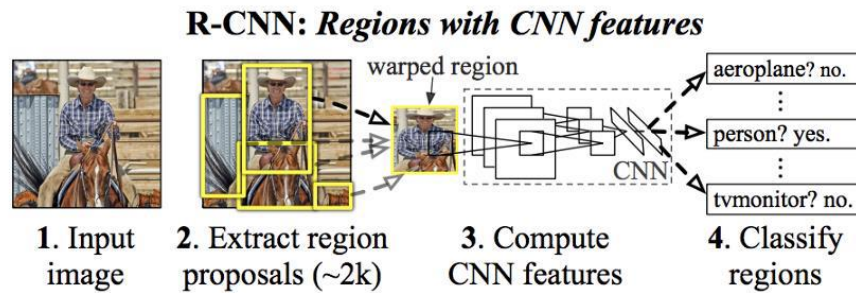 R-CNN: Regions with CNN features
warped region
aeroplane? no.
⋮
person? yes.
⋮
tvmonitor? no.
CNN
1. Input
image
2. Extract region
proposals (~2k)
3. Compute
CNN features
4. Classify
regions